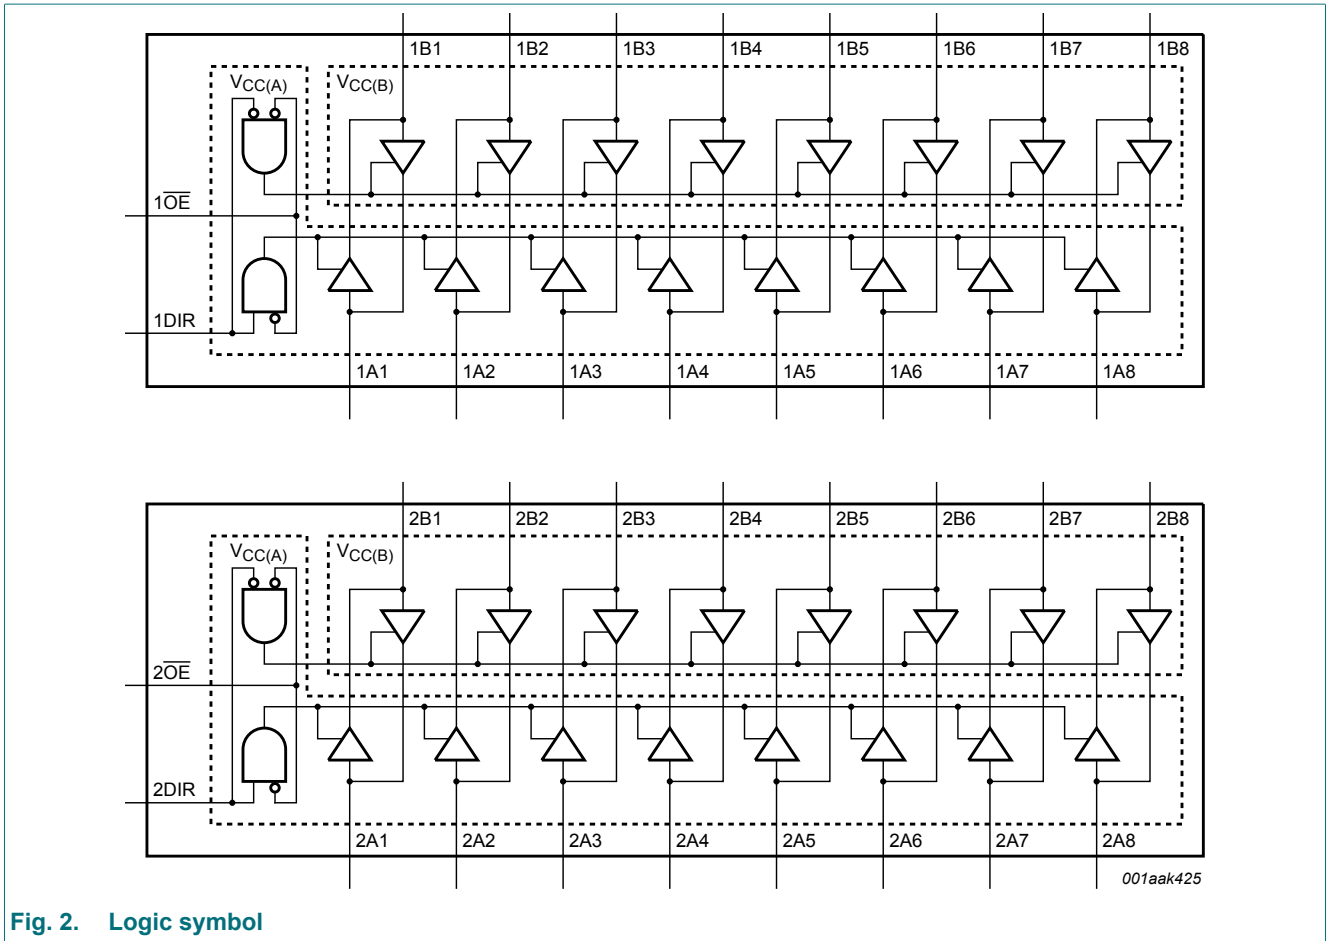 1B1 1B2 1B3 1B4 1B5 1B6 1B7 1B8
VCC(A) VCC(B)
1O̅E̅
1DIR
1A1 1A2 1A3 1A4 1A5 1A6 1A7 1A8
2B1 2B2 2B3 2B4 2B5 2B6 2B7 2B8
VCC(A) VCC(B)
2O̅E̅
2DIR
2A1 2A2 2A3 2A4 2A5 2A6 2A7 2A8
001aak425
Fig. 2. Logic symbol